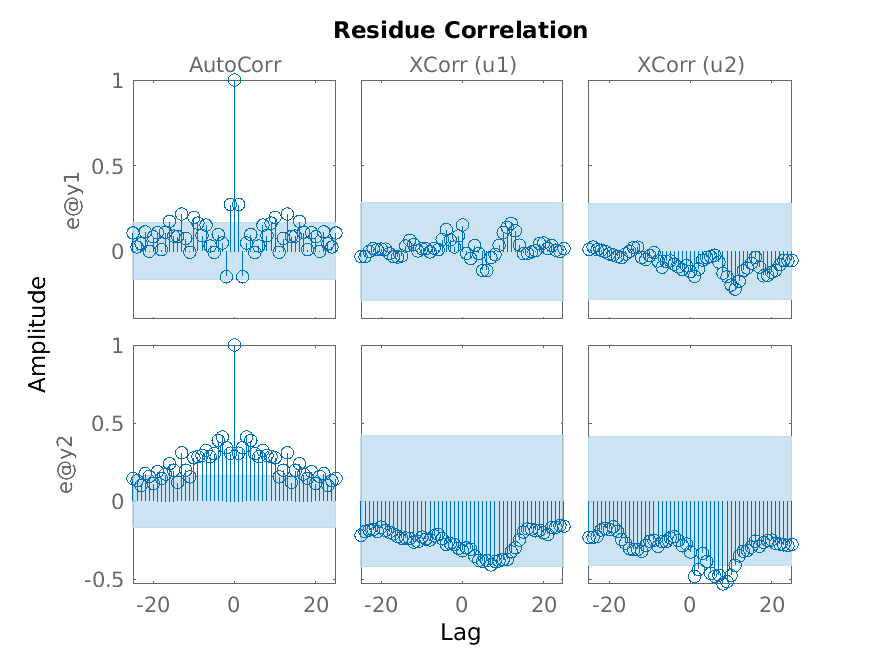 Residue Correlation
AutoCorr
XCorr (u1)
XCorr (u2)
e@y1
1
0.5
0
Amplitude
e@y2
1
0.5
0
-0.5
-20 0 20
-20 0 20
-20 0 20
Lag